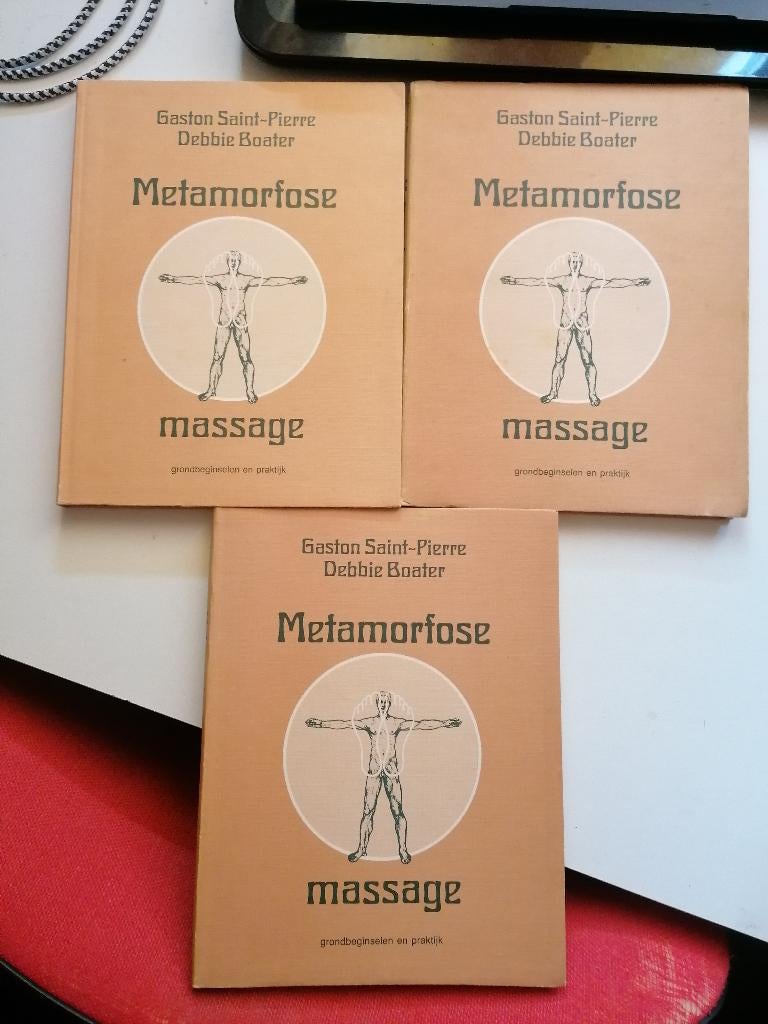 Gaston Saint-Pierre
Debbie Boater
Metamorfose
massage
grondbeginselen en praktijk
Gaston Saint-Pierre
Debbie Boater
Metamorfose
massage
grondbeginselen en praktijk
Gaston Saint-Pierre
Debbie Boater
Metamorfose
massage
grondbeginselen en praktijk